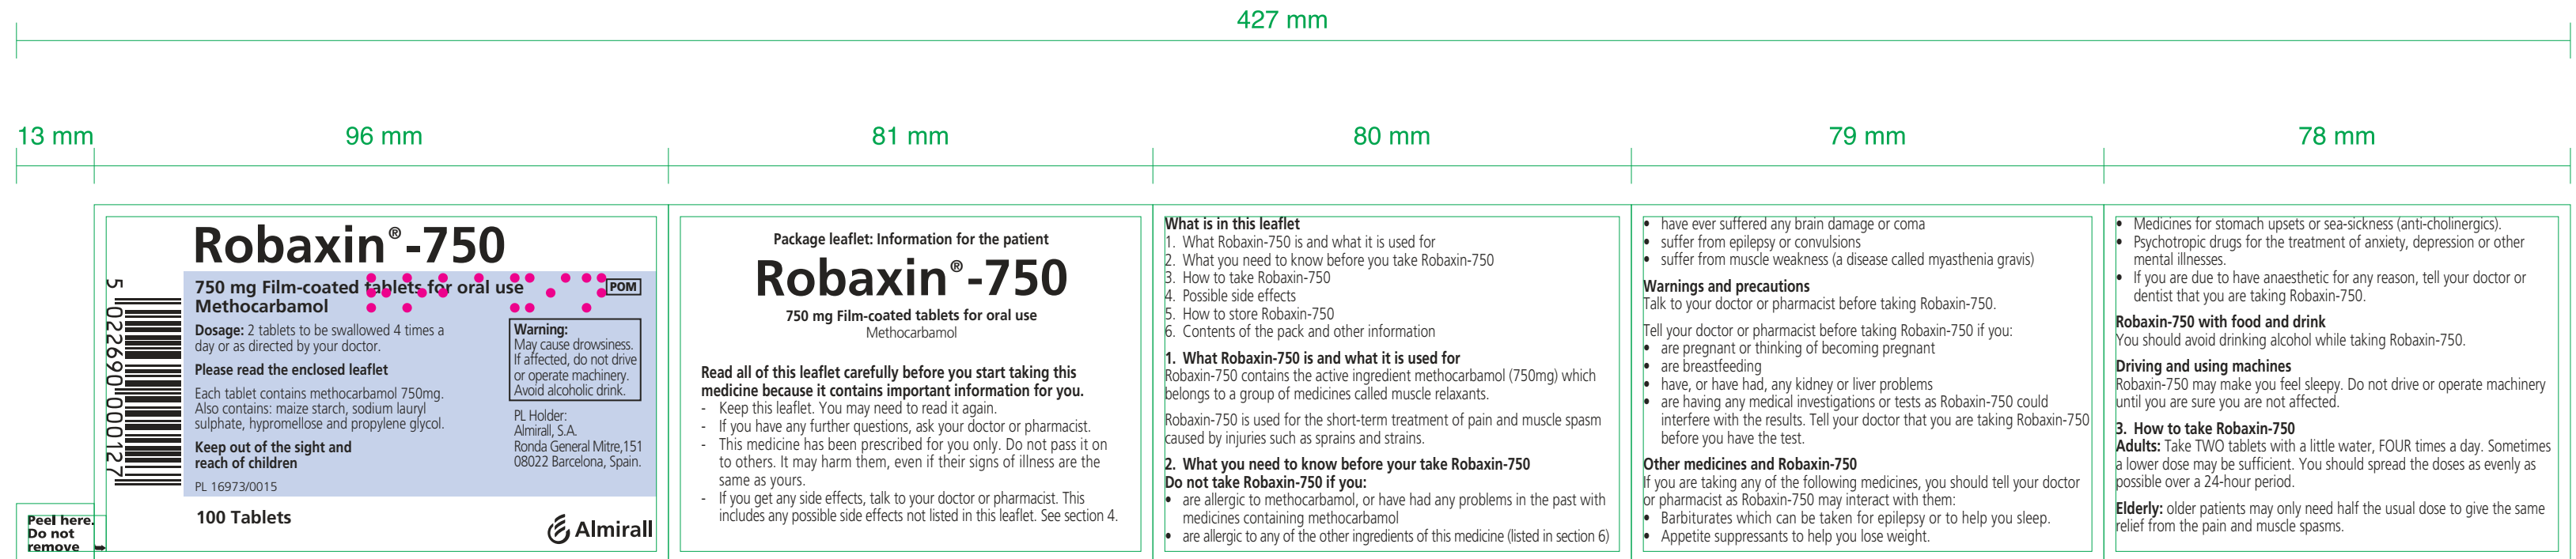 427 mm
13 mm
96 mm
81 mm
80 mm
79 mm
78 mm
Robaxin®-750
750 mg Film-coated tablets for oral use
POM
Methocarbamol
Dosage: 2 tablets to be swallowed 4 times a
day or as directed by your doctor.
Please read the enclosed leaflet
Each tablet contains methocarbamol 750mg.
Also contains: maize starch, sodium lauryl
sulphate, hypromellose and propylene glycol.
Keep out of the sight and
reach of children
PL 16973/0015
100 Tablets
Warning:
May cause drowsiness.
If affected, do not drive
or operate machinery.
Avoid alcoholic drink.
PL Holder:
Almirall, S.A.
Ronda General Mitre,151
08022 Barcelona, Spain.
Almirall
5 022690 000127
Peel here.
Do not
remove
Package leaflet: Information for the patient
Robaxin®-750
750 mg Film-coated tablets for oral use
Methocarbamol
Read all of this leaflet carefully before you start taking this
medicine because it contains important information for you.
- Keep this leaflet. You may need to read it again.
- If you have any further questions, ask your doctor or pharmacist.
- This medicine has been prescribed for you only. Do not pass it on
to others. It may harm them, even if their signs of illness are the
same as yours.
- If you get any side effects, talk to your doctor or pharmacist. This
includes any possible side effects not listed in this leaflet. See section 4.
What is in this leaflet
1. What Robaxin-750 is and what it is used for
2. What you need to know before you take Robaxin-750
3. How to take Robaxin-750
4. Possible side effects
5. How to store Robaxin-750
6. Contents of the pack and other information
1. What Robaxin-750 is and what it is used for
Robaxin-750 contains the active ingredient methocarbamol (750mg) which
belongs to a group of medicines called muscle relaxants.
Robaxin-750 is used for the short-term treatment of pain and muscle spasm
caused by injuries such as sprains and strains.
2. What you need to know before your take Robaxin-750
Do not take Robaxin-750 if you:
• are allergic to methocarbamol, or have had any problems in the past with
medicines containing methocarbamol
• are allergic to any of the other ingredients of this medicine (listed in section 6)
• have ever suffered any brain damage or coma
• suffer from epilepsy or convulsions
• suffer from muscle weakness (a disease called myasthenia gravis)
Warnings and precautions
Talk to your doctor or pharmacist before taking Robaxin-750.
Tell your doctor or pharmacist before taking Robaxin-750 if you:
• are pregnant or thinking of becoming pregnant
• are breastfeeding
• have, or have had, any kidney or liver problems
• are having any medical investigations or tests as Robaxin-750 could
interfere with the results. Tell your doctor that you are taking Robaxin-750
before you have the test.
Other medicines and Robaxin-750
If you are taking any of the following medicines, you should tell your doctor
or pharmacist as Robaxin-750 may interact with them:
• Barbiturates which can be taken for epilepsy or to help you sleep.
• Appetite suppressants to help you lose weight.
• Medicines for stomach upsets or sea-sickness (anti-cholinergics).
• Psychotropic drugs for the treatment of anxiety, depression or other
mental illnesses.
• If you are due to have anaesthetic for any reason, tell your doctor or
dentist that you are taking Robaxin-750.
Robaxin-750 with food and drink
You should avoid drinking alcohol while taking Robaxin-750.
Driving and using machines
Robaxin-750 may make you feel sleepy. Do not drive or operate machinery
until you are sure you are not affected.
3. How to take Robaxin-750
Adults: Take TWO tablets with a little water, FOUR times a day. Sometimes
a lower dose may be sufficient. You should spread the doses as evenly as
possible over a 24-hour period.
Elderly: older patients may only need half the usual dose to give the same
relief from the pain and muscle spasms.